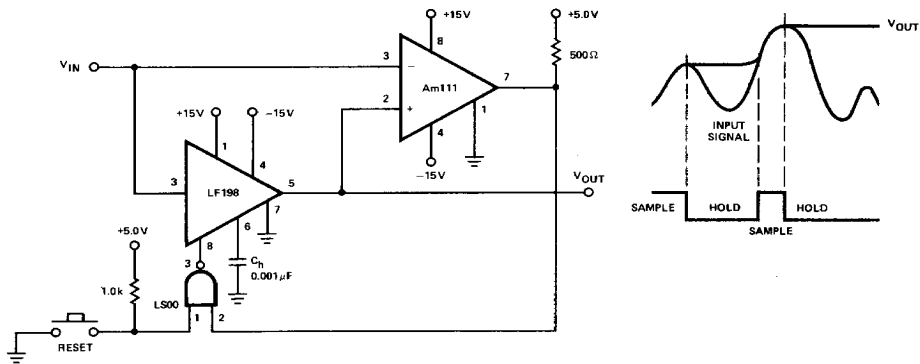 +15V
+5.0V
8
500Ω
V_IN
3
−
Am111
7
2
+
1
4
−15V
+15V
−15V
1
4
3
LF198
5
7
6
8
V_OUT
C_h
0.001μF
3
+5.0V
1.0k
LS00
1
2
RESET
V_OUT
INPUT
SIGNAL
SAMPLE
HOLD
SAMPLE
HOLD